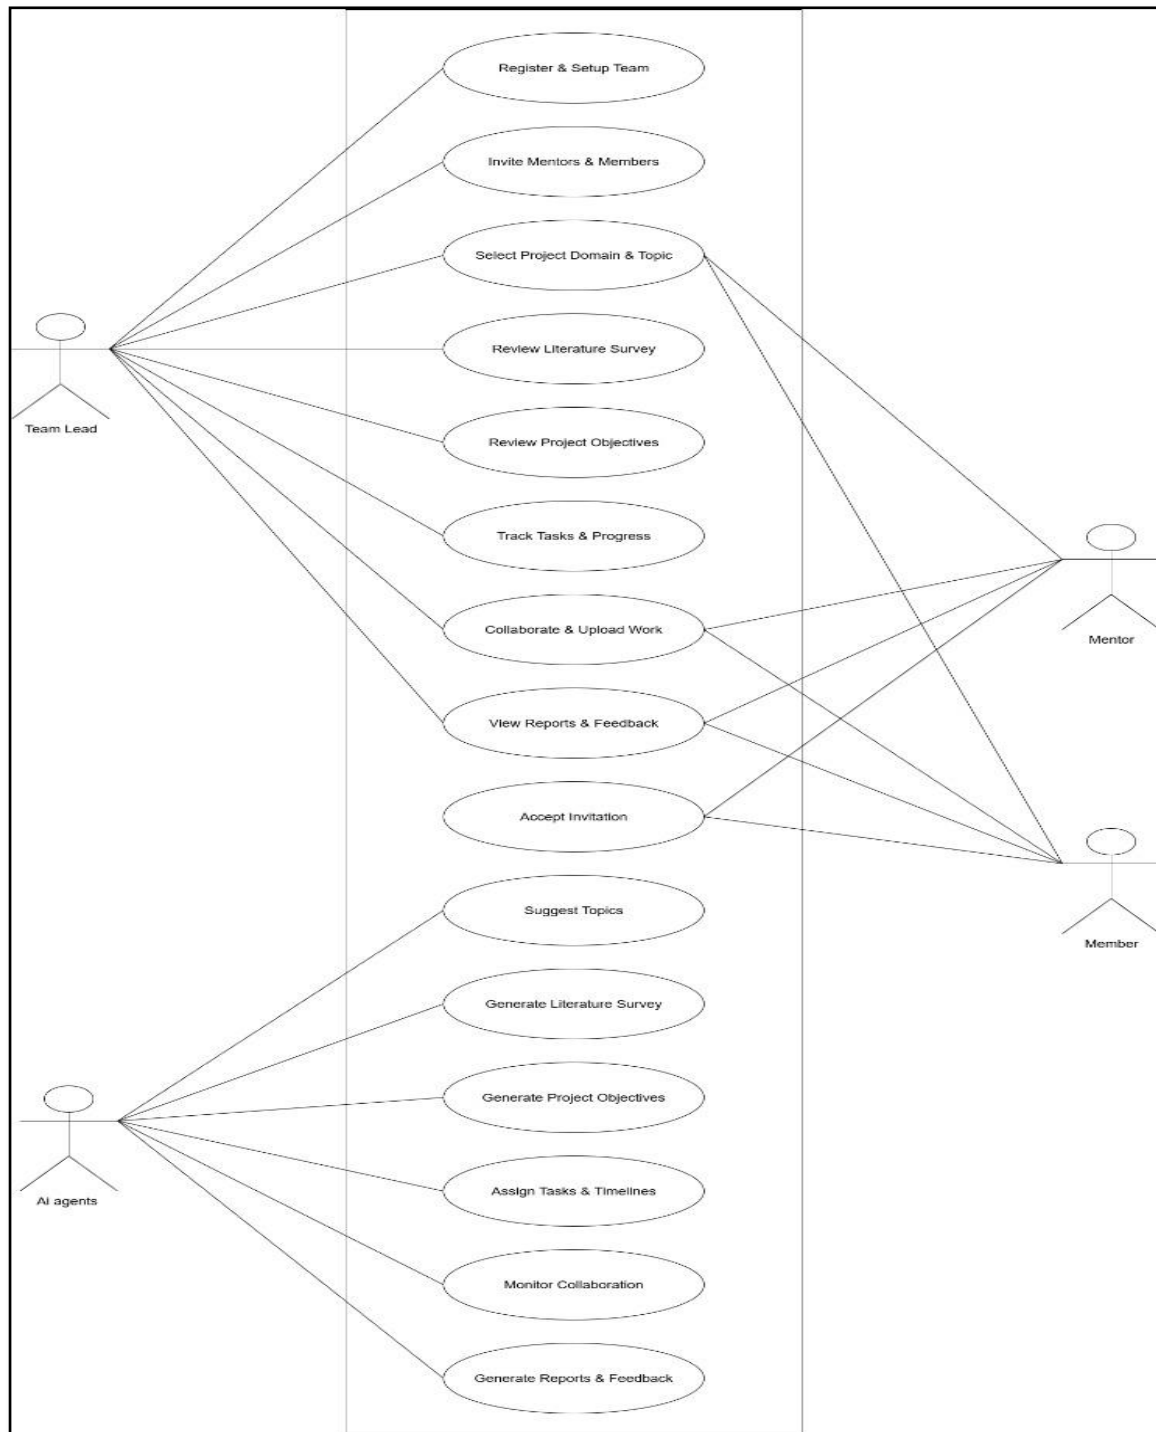 Register & Setup Team
Invite Mentors & Members
Select Project Domain & Topic
Review Literature Survey
Team Lead
Review Project Objectives
Track Tasks & Progress
Collaborate & Upload Work
Mentor
View Reports & Feedback
Accept Invitation
Suggest Topics
Member
Generate Literature Survey
Generate Project Objectives
Assign Tasks & Timelines
AI agents
Monitor Collaboration
Generate Reports & Feedback